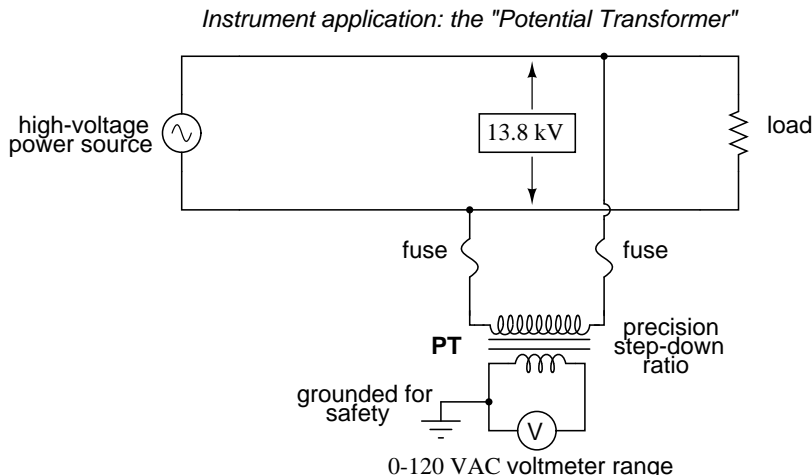 Instrument application: the "Potential Transformer"
high-voltage
power source
13.8 kV
load
fuse
fuse
PT
precision
step-down
ratio
grounded for
safety
V
0-120 VAC voltmeter range